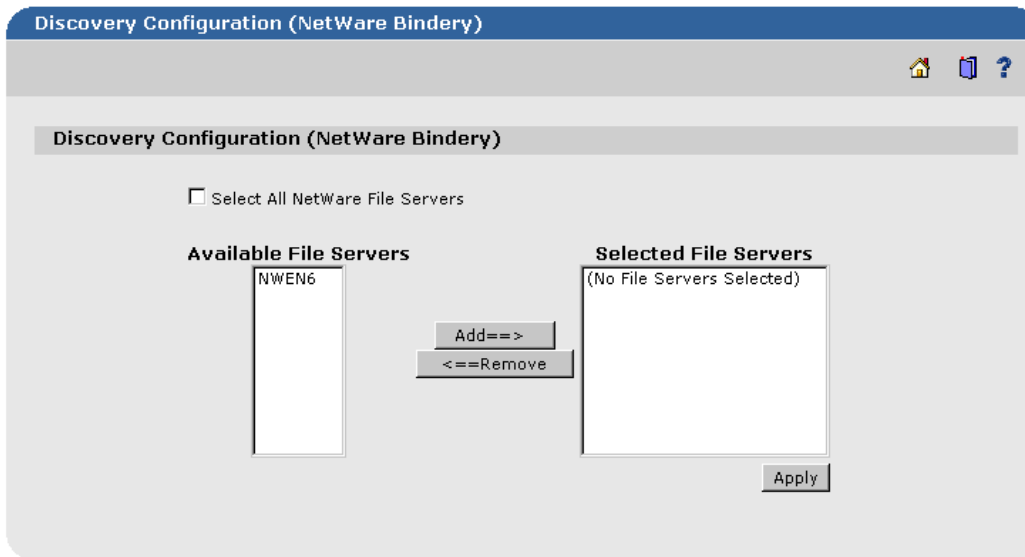 Discovery Configuration (NetWare Bindery)
?
Discovery Configuration (NetWare Bindery)
Select All NetWare File Servers
Available File Servers
Selected File Servers
NWEN6
(No File Servers Selected)
Add==>
<==Remove
Apply